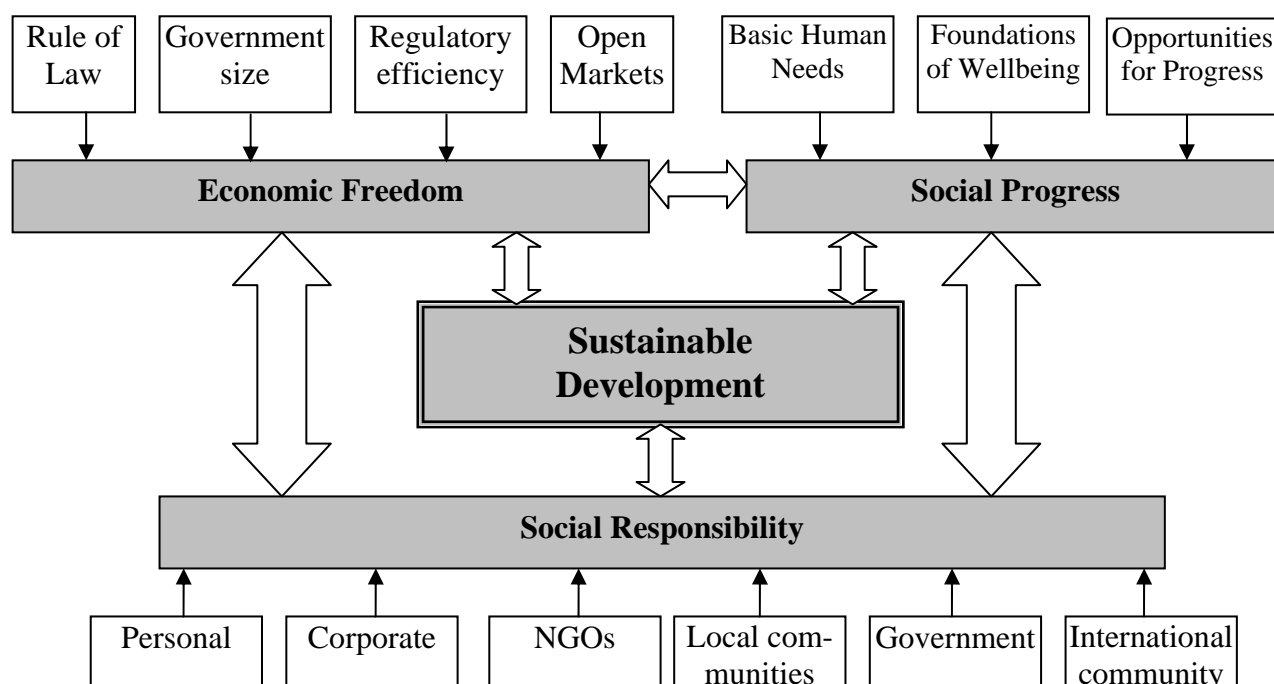 Rule of
Law
Government
size
Regulatory
efficiency
Open
Markets
Basic Human
Needs
Foundations
of Wellbeing
Opportunities
for Progress
Economic Freedom
Social Progress
Sustainable
Development
Social Responsibility
Personal
Corporate
NGOs
Local com-
munities
Government
International
community